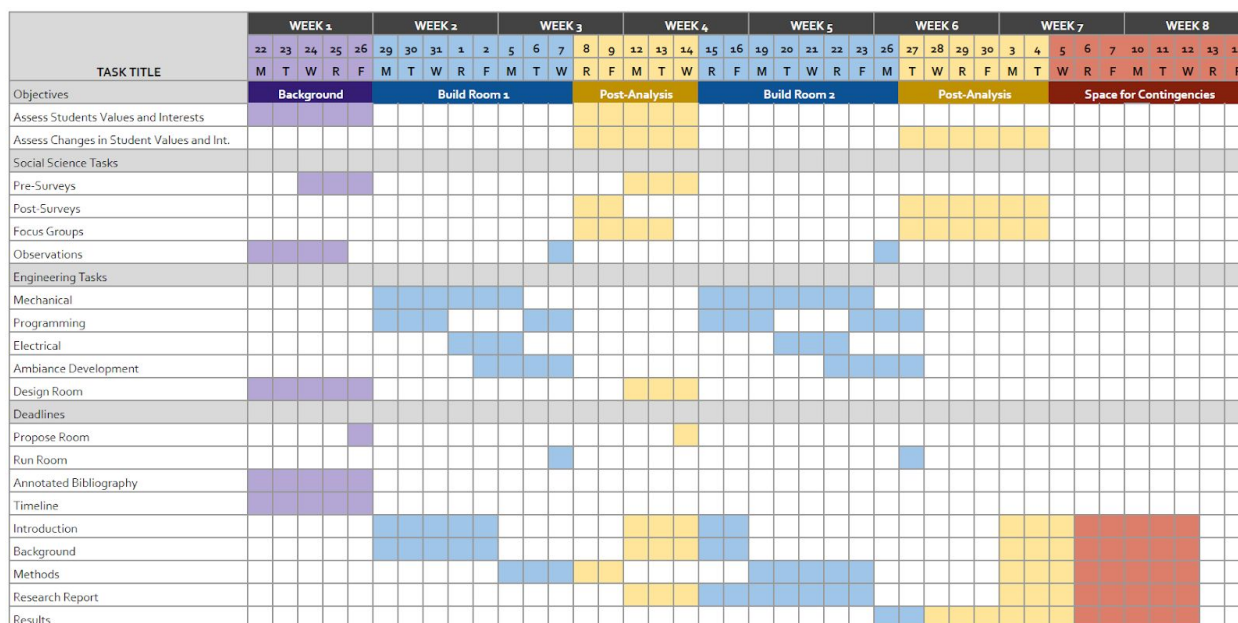 WEEK 1 WEEK 2 WEEK 3 WEEK 4 WEEK 5 WEEK 6 WEEK 7 WEEK 8
22 23 24 25 26 29 30 31 1 2 5 6 7 8 9 12 13 14 15 16 19 20 21 22 23 26 27 28 29 30 3 4 5 6 7 10 11 12 13
TASK TITLE M T W R F M T W R F M T W R F M T W R F M T W R F M T W R F M T W R F M T W R
Objectives Background Build Room 1 Post-Analysis Build Room 2 Post-Analysis Space for Contingencies
Assess Students Values and Interests
Assess Changes in Student Values and Int.
Social Science Tasks
Pre-Surveys
Post-Surveys
Focus Groups
Observations
Engineering Tasks
Mechanical
Programming
Electrical
Ambiance Development
Design Room
Deadlines
Propose Room
Run Room
Annotated Bibliography
Timeline
Introduction
Background
Methods
Research Report
Results